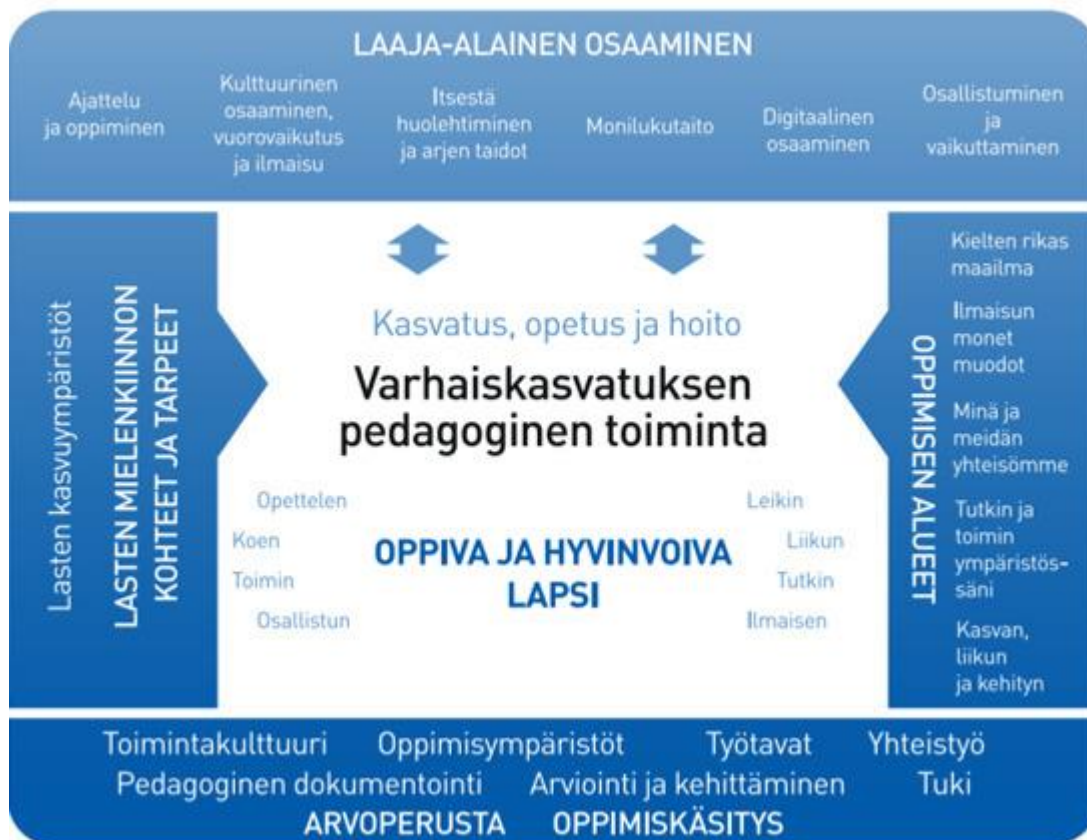 LAAJA-ALAINEN OSAAMINEN
Ajattelu
ja oppiminen
Kulttuurinen
osaaminen,
vuorovaikutus
ja ilmaisu
Itsestä
huolehtiminen
ja arjen taidot
Monilukutaito
Digitaalinen
osaaminen
Osallistuminen
ja
vaikuttaminen
Lasten kasvuympäristöt
LASTEN MIELENKIINNON
KOHTEET JA TARPEET
Kasvatus, opetus ja hoito
Varhaiskasvatuksen
pedagoginen toiminta
Opettelen
Koen
Toimin
Osallistun
OPPIVA JA HYVINVOIVA
LAPSI
Leikin
Liikun
Tutkin
Ilmaisen
OPPIMISEN ALUEET
Kielten rikas
maailma
Ilmaisun
monet
muodot
Minä ja
meidän
yhteisömme
Tutkin ja
toimin
ympäristös-
säni
Kasvan,
liikun
ja kehityn
Toimintakulttuuri Oppimisympäristöt Työtavat Yhteistyö
Pedagoginen dokumentointi Arviointi ja kehittäminen Tuki
ARVOPERUSTA OPPIMISKÄSITYS